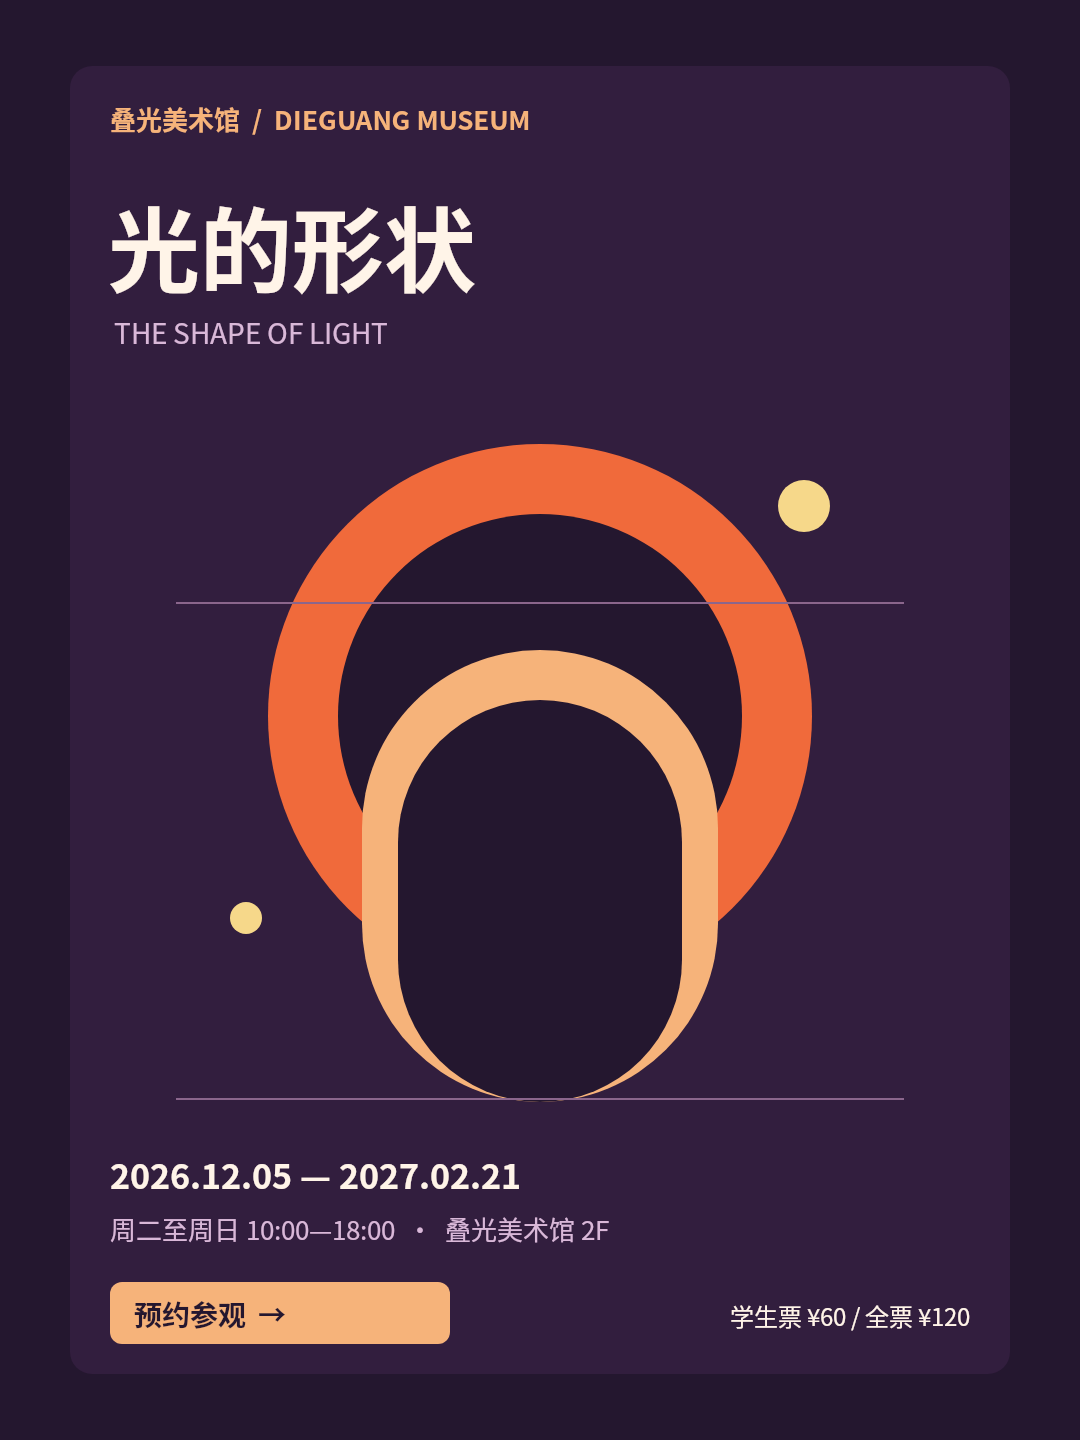 叠光美术馆 / DIEGUANG MUSEUM
光的形状
THE SHAPE OF LIGHT
2026.12.05 — 2027.02.21
周二至周日 10:00—18:00 · 叠光美术馆 2F
预约参观 →
学生票 ¥60 / 全票 ¥120